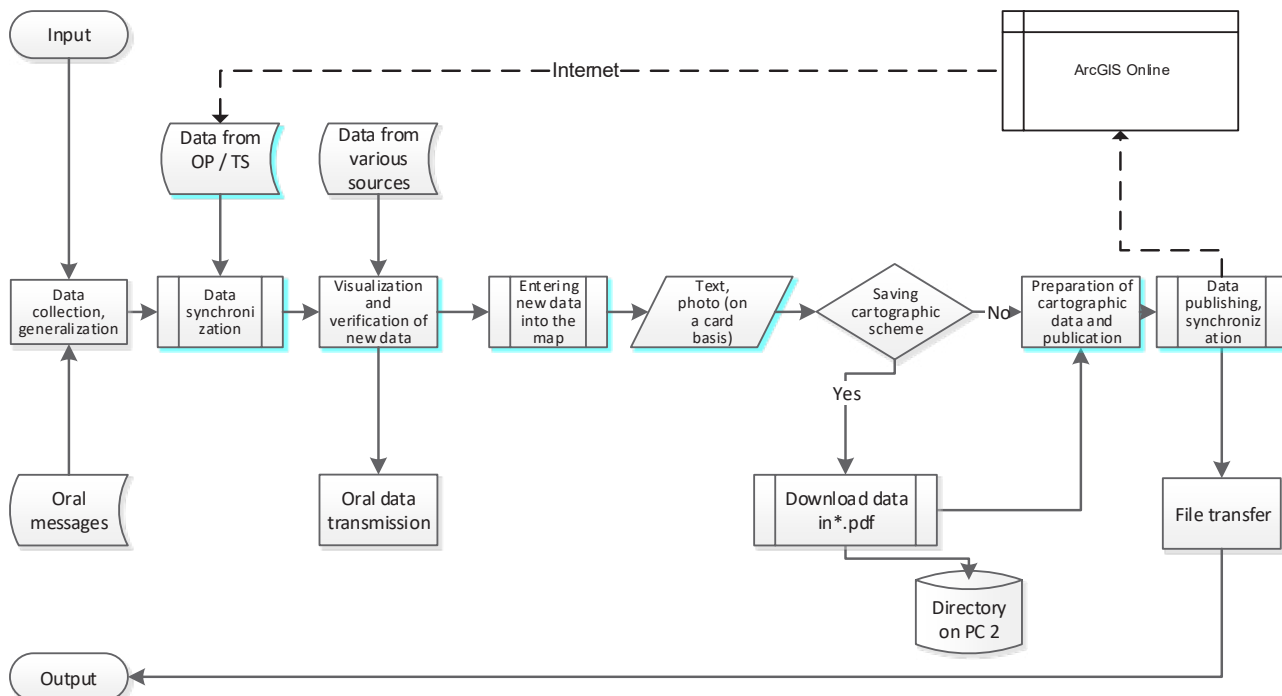 Input
Internet
ArcGIS Online
Data from
OP / TS
Data from
various
sources
Data
collection,
generalization
Data
synchroni
zation
Visualization
and
verification of
new data
Entering
new data
into the
map
Text,
photo (on
a card
basis)
Saving
cartographic
scheme
No
Preparation of
cartographic
data and
publication
Data
publishing,
synchroniz
ation
Yes
Oral
messages
Oral data
transmission
Download data
in*.pdf
File transfer
Directory
on PC 2
Output